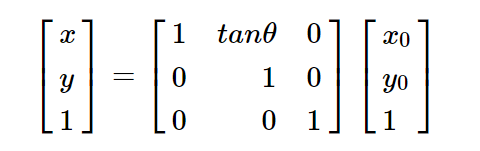 x = 1 tanθ 0 x0
y 0 1 0 y0
1 0 0 1 1